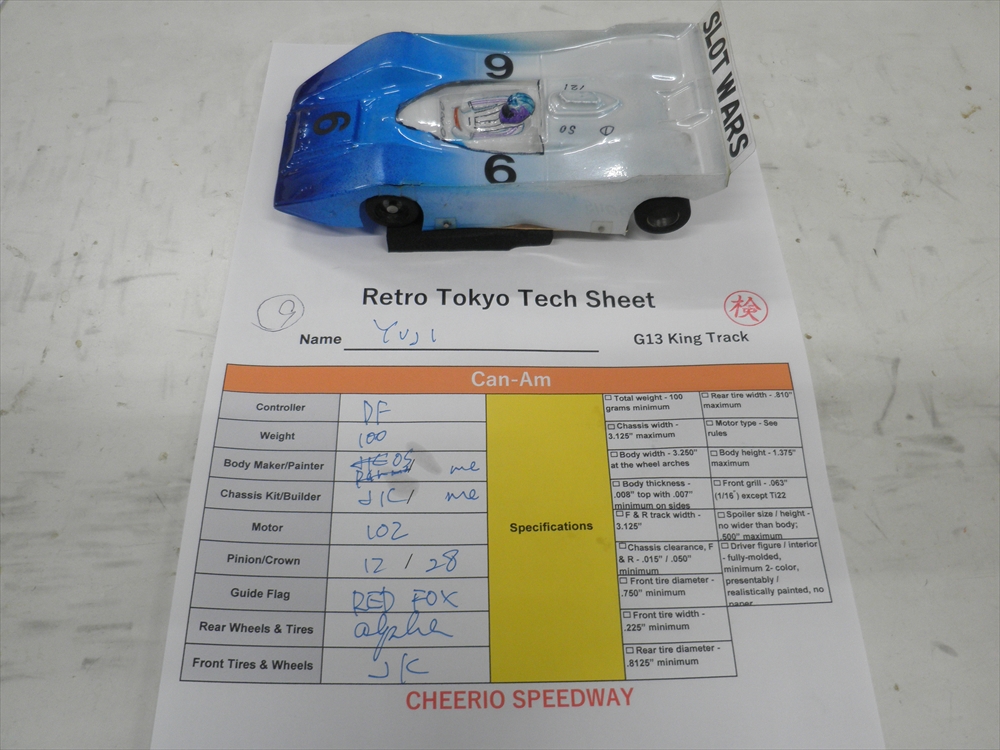 SLOT WARS
6
6
6
121
SO
Retro Tokyo Tech Sheet
検
9
Name YUJI
G13 King Track
Can-Am
Controller DF
Weight 100
Body Maker/Painter me
Chassis Kit/Builder JK/ me
Motor 102
Pinion/Crown 12 / 28
Guide Flag RED FOX
Rear Wheels & Tires alpha
Front Tires & Wheels JK
Specifications
Total weight - 100
grams minimum
Chassis width -
3.125" maximum
Body width - 3.250"
at the wheel arches
Body thickness -
.008" top with .007"
minimum on sides
F & R track width -
3.125"
Chassis clearance, F
& R - .015" / .050"
minimum
Front tire diameter -
.750" minimum
Front tire width -
.225" minimum
Rear tire diameter -
.8125" minimum
Rear tire width - .810"
maximum
Motor type - See
rules
Body height - 1.375"
maximum
Front grill - .063"
(1/16") except Ti22
Spoiler size / height -
no wider than body;
.500" maximum
Driver figure / interior
- fully-molded,
minimum 2- color,
presentably /
realistically painted, no
paper
CHEERIO SPEEDWAY